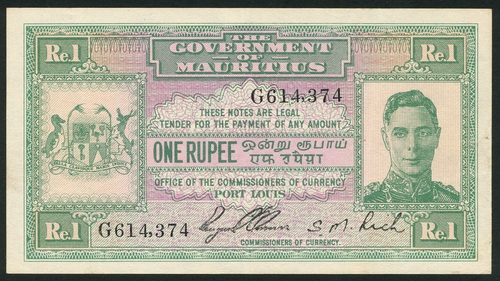 Re.1 THE Re.1
GOVERNMENT
OF
MAURITIUS
G614,374
THESE NOTES ARE LEGAL
TENDER FOR THE PAYMENT OF ANY AMOUNT
ONE RUPEE ஒன்று ரூபாய்
एक रुपैया
OFFICE OF THE COMMISSIONERS OF CURRENCY
PORT LOUIS
G614,374 S. M. Rich
COMMISSIONERS OF CURRENCY.
Re.1 Re.1